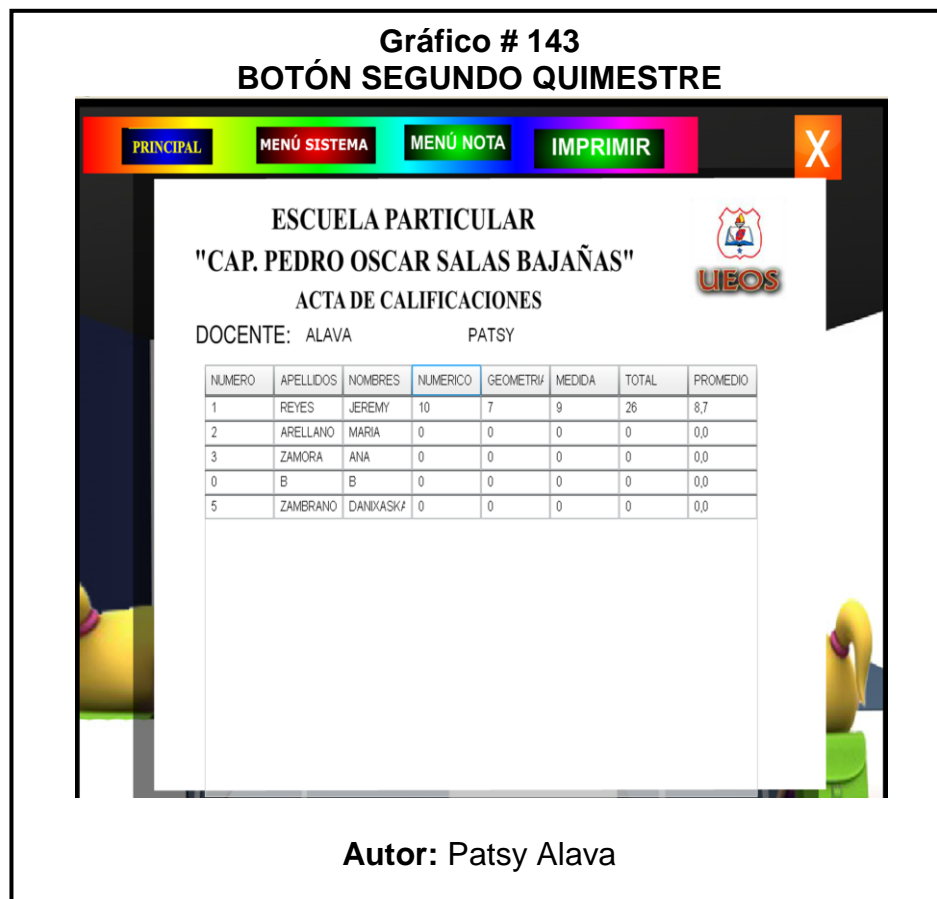 Gráfico # 143
BOTÓN SEGUNDO QUIMESTRE
PRINCIPAL MENÚ SISTEMA MENÚ NOTA IMPRIMIR X
ESCUELA PARTICULAR
"CAP. PEDRO OSCAR SALAS BAJAÑAS"
UEOS
ACTA DE CALIFICACIONES
DOCENTE: ALAVA PATSY
NUMERO APELLIDOS NOMBRES NUMERICO GEOMETRIA MEDIDA TOTAL PROMEDIO
1 REYES JEREMY 10 7 9 26 8,7
2 ARELLANO MARIA 0 0 0 0 0,0
3 ZAMORA ANA 0 0 0 0 0,0
0 B B 0 0 0 0 0,0
5 ZAMBRANO DANIXASKA 0 0 0 0 0,0
Autor: Patsy Alava